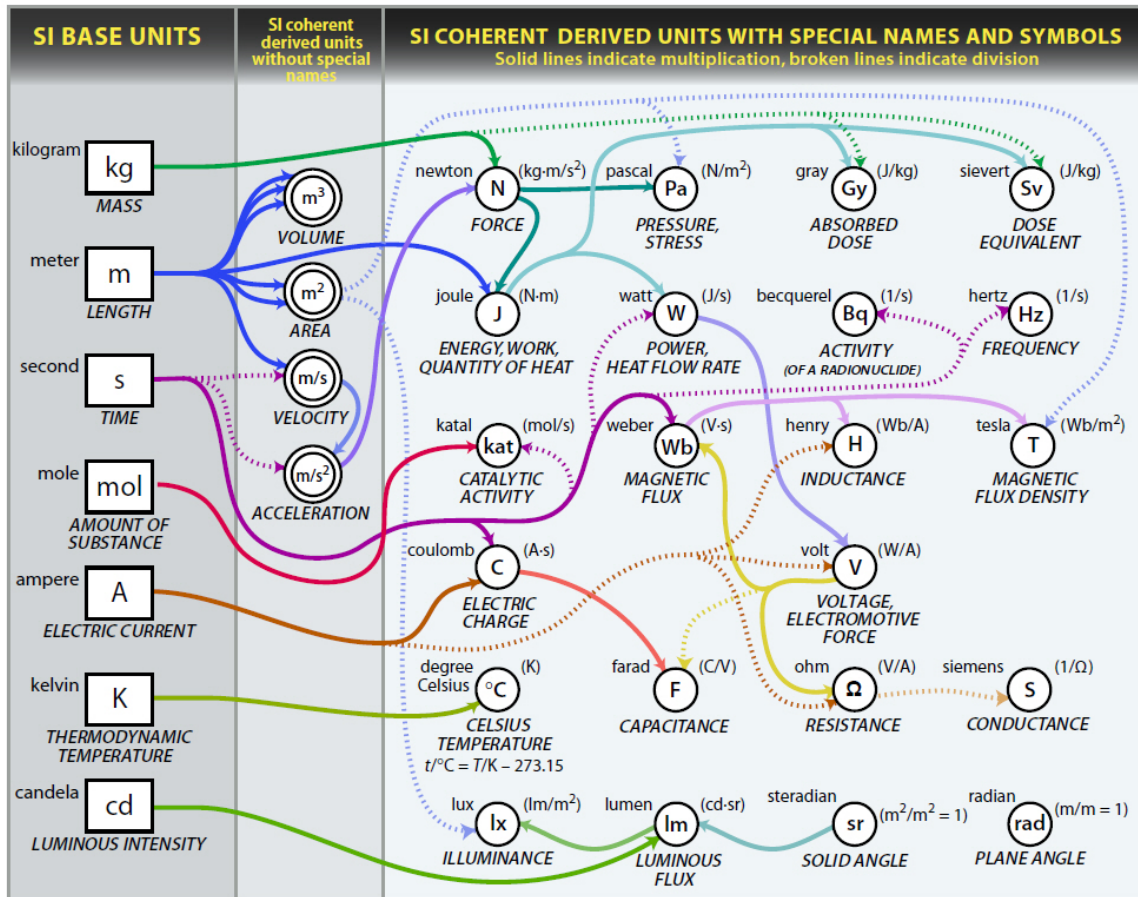 SI BASE UNITS
SI coherent
derived units
without special
names
SI COHERENT DERIVED UNITS WITH SPECIAL NAMES AND SYMBOLS
Solid lines indicate multiplication, broken lines indicate division
kilogram
kg
MASS
meter
m
LENGTH
second
s
TIME
mole
mol
AMOUNT OF
SUBSTANCE
ampere
A
ELECTRIC CURRENT
kelvin
K
THERMODYNAMIC
TEMPERATURE
candela
cd
LUMINOUS INTENSITY
m³
VOLUME
m²
AREA
m/s
VELOCITY
m/s²
ACCELERATION
newton
N
(kg·m/s²)
FORCE
pascal
Pa
(N/m²)
PRESSURE,
STRESS
gray
Gy
(J/kg)
ABSORBED
DOSE
sievert
Sv
(J/kg)
DOSE
EQUIVALENT
joule
J
(N·m)
ENERGY, WORK,
QUANTITY OF HEAT
watt
W
(J/s)
POWER,
HEAT FLOW RATE
becquerel
Bq
(1/s)
ACTIVITY
(OF A RADIONUCLIDE)
hertz
Hz
(1/s)
FREQUENCY
katal
kat
(mol/s)
CATALYTIC
ACTIVITY
weber
Wb
(V·s)
MAGNETIC
FLUX
henry
H
(Wb/A)
INDUCTANCE
tesla
T
(Wb/m²)
MAGNETIC
FLUX DENSITY
coulomb
C
(A·s)
ELECTRIC
CHARGE
volt
V
(W/A)
VOLTAGE,
ELECTROMOTIVE
FORCE
degree
Celsius
°C
(K)
CELSIUS
TEMPERATURE
t/°C = T/K – 273.15
farad
F
(C/V)
CAPACITANCE
ohm
Ω
(V/A)
RESISTANCE
siemens
S
(1/Ω)
CONDUCTANCE
lux
lx
(lm/m²)
ILLUMINANCE
lumen
lm
(cd·sr)
LUMINOUS
FLUX
steradian
sr
(m²/m² = 1)
SOLID ANGLE
radian
rad
(m/m = 1)
PLANE ANGLE